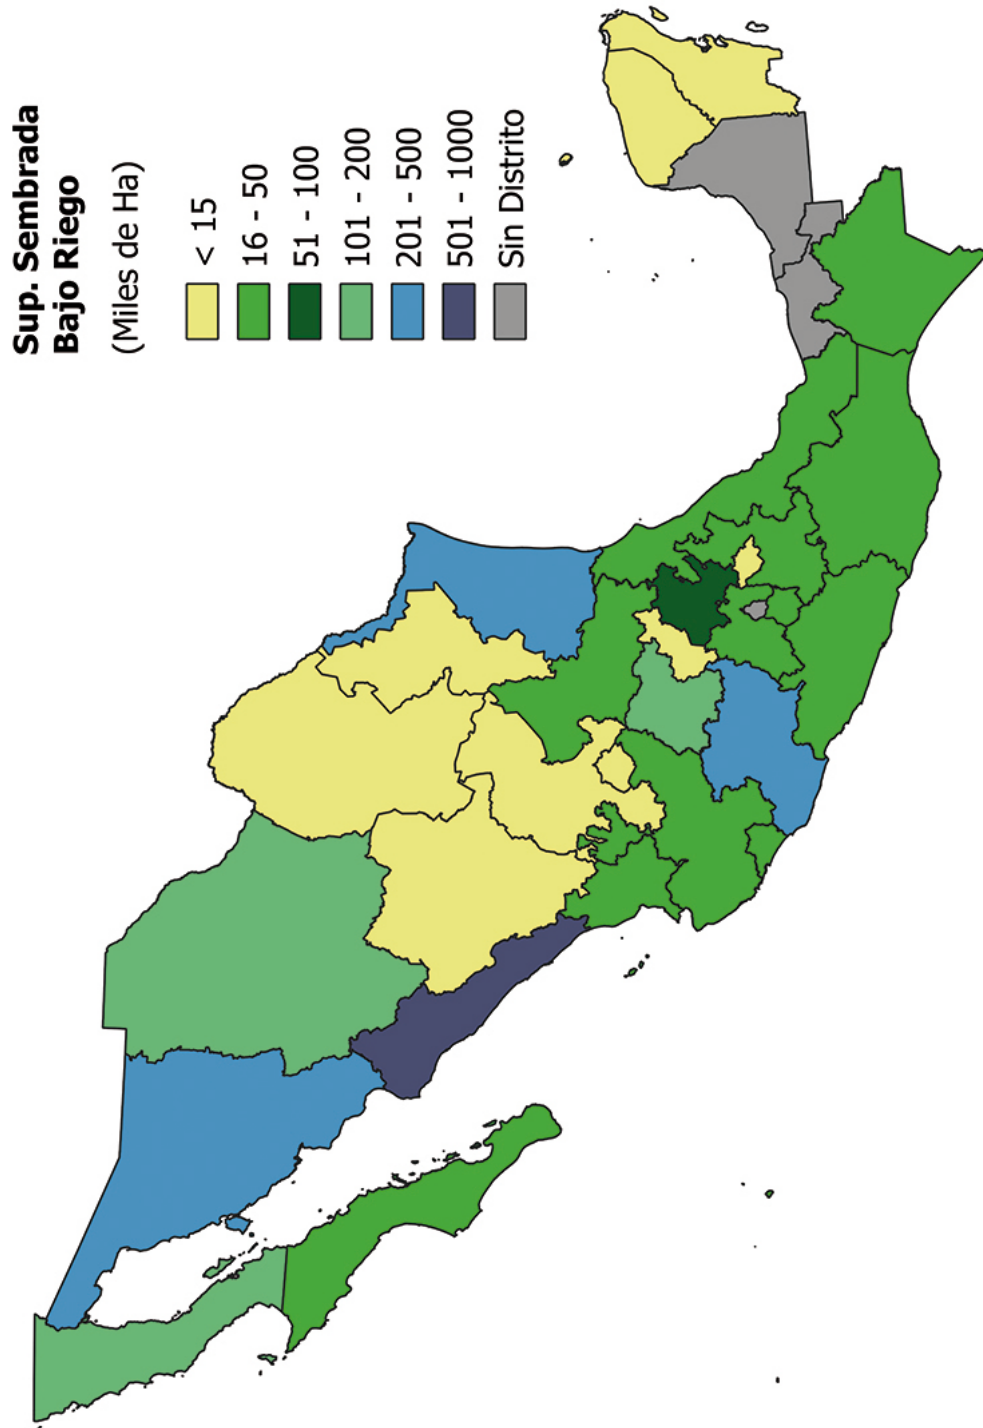 Sup. Sembrada
Bajo Riego
(Miles de Ha)
< 15
16 - 50
51 - 100
101 - 200
201 - 500
501 - 1000
Sin Distrito